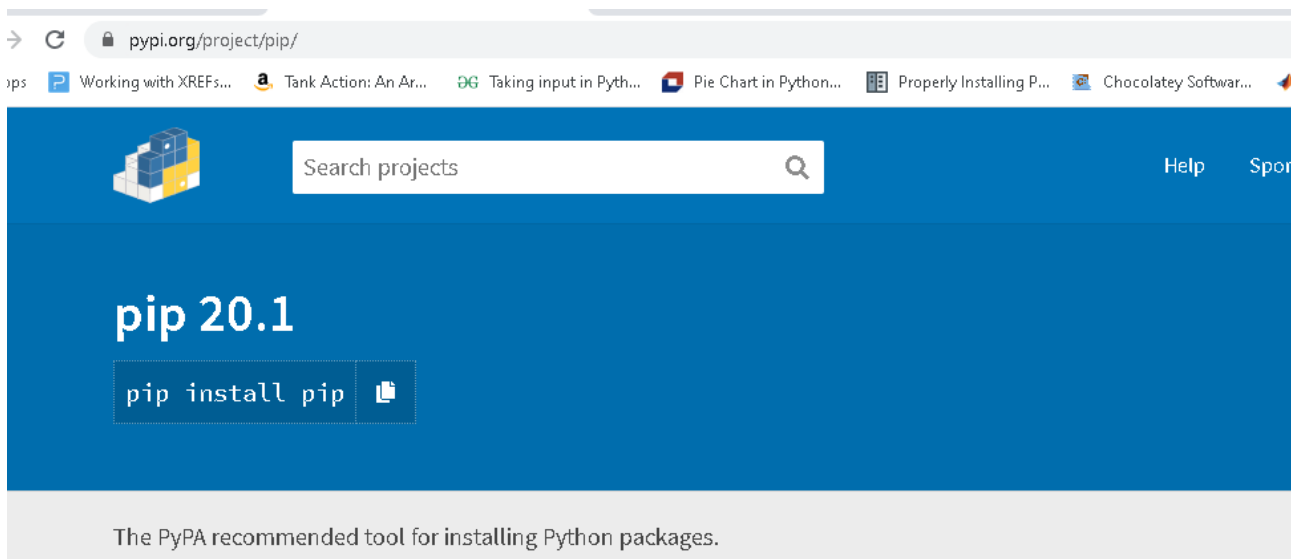 pypi.org/project/pip/
Working with XREFs... Tank Action: An Ar... Taking input in Pyth... Pie Chart in Python... Properly Installing P... Chocolatey Softwar...
Search projects Help
pip 20.1
pip install pip
The PyPA recommended tool for installing Python packages.